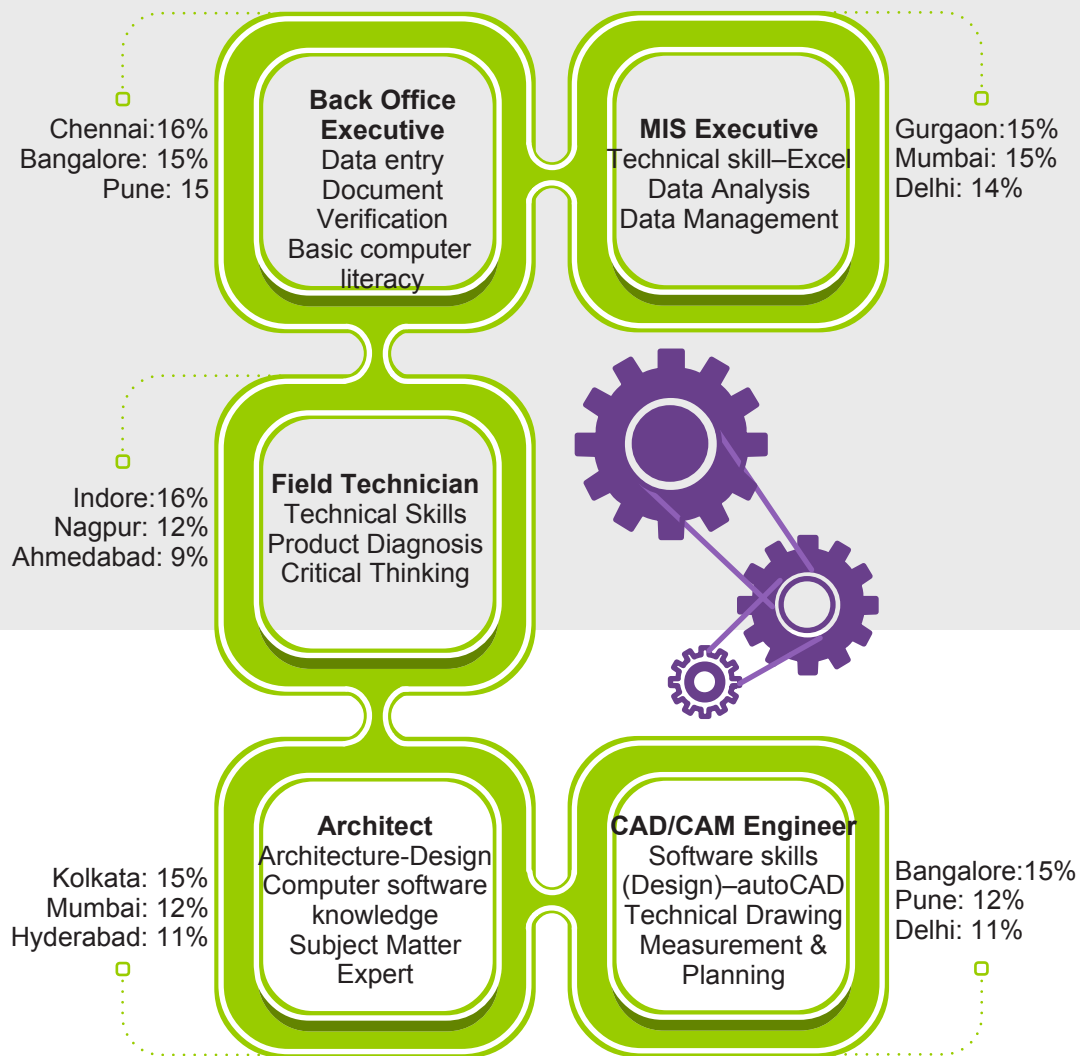 Chennai:16%
Bangalore: 15%
Pune: 15
Back Office
Executive
Data entry
Document
Verification
Basic computer
literacy
MIS Executive
Technical skill–Excel
Data Analysis
Data Management
Gurgaon:15%
Mumbai: 15%
Delhi: 14%
Indore:16%
Nagpur: 12%
Ahmedabad: 9%
Field Technician
Technical Skills
Product Diagnosis
Critical Thinking
Kolkata: 15%
Mumbai: 12%
Hyderabad: 11%
Architect
Architecture-Design
Computer software
knowledge
Subject Matter
Expert
CAD/CAM Engineer
Software skills
(Design)–autoCAD
Technical Drawing
Measurement &
Planning
Bangalore:15%
Pune: 12%
Delhi: 11%